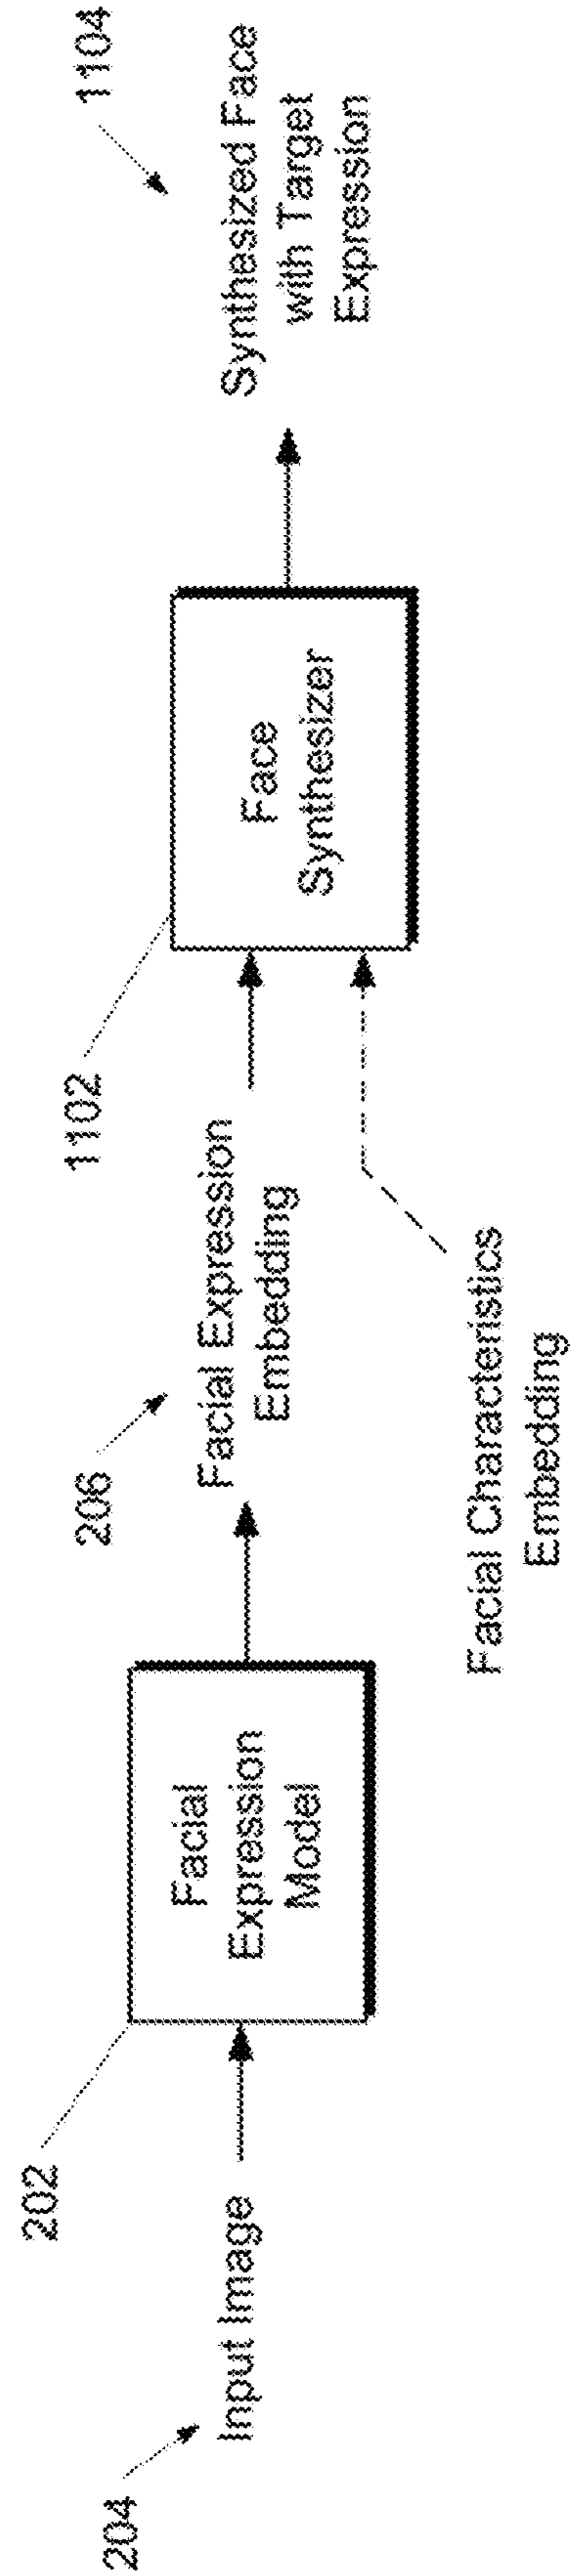 204
Input Image
202
Facial
Expression
Model
206
Facial Expression
Embedding
Facial Characteristics
Embedding
1102
Face
Synthesizer
1104
Synthesized Face
with Target
Expression